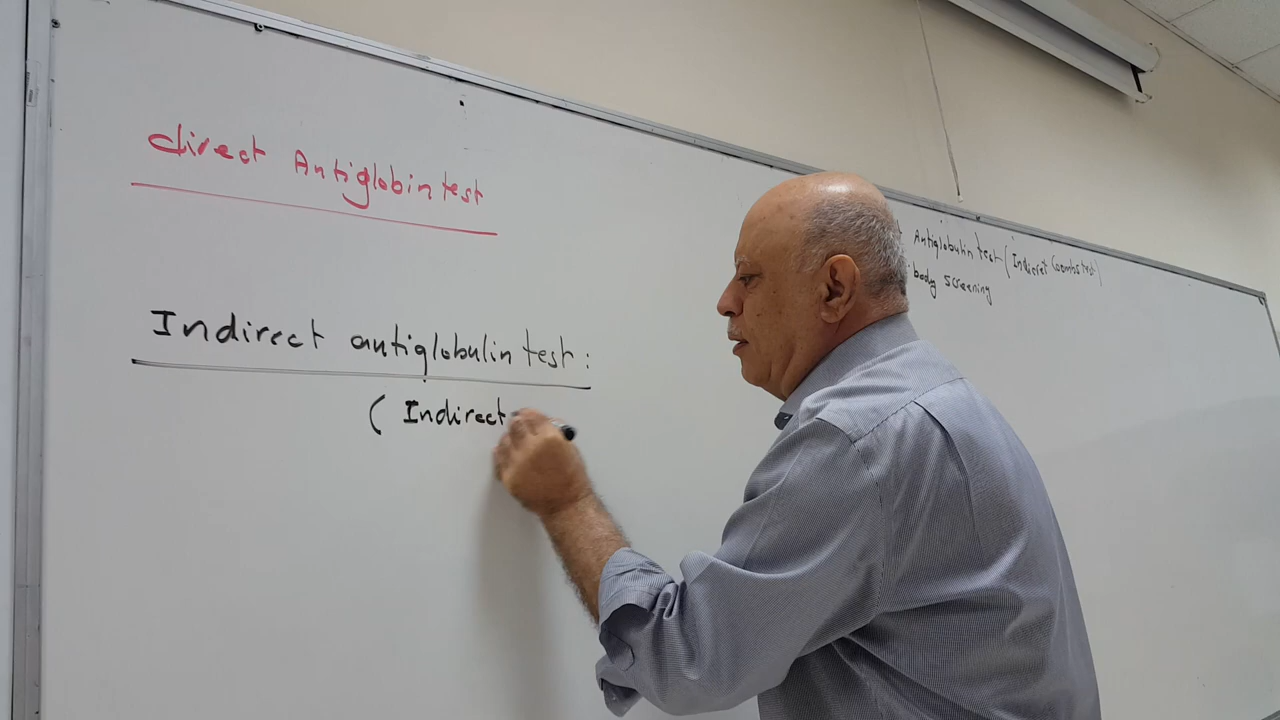 direct Antiglobin test
Indirect antiglobulin test:
( Indirect
Antiglobulin test (Indirect Coombs test)
body screening